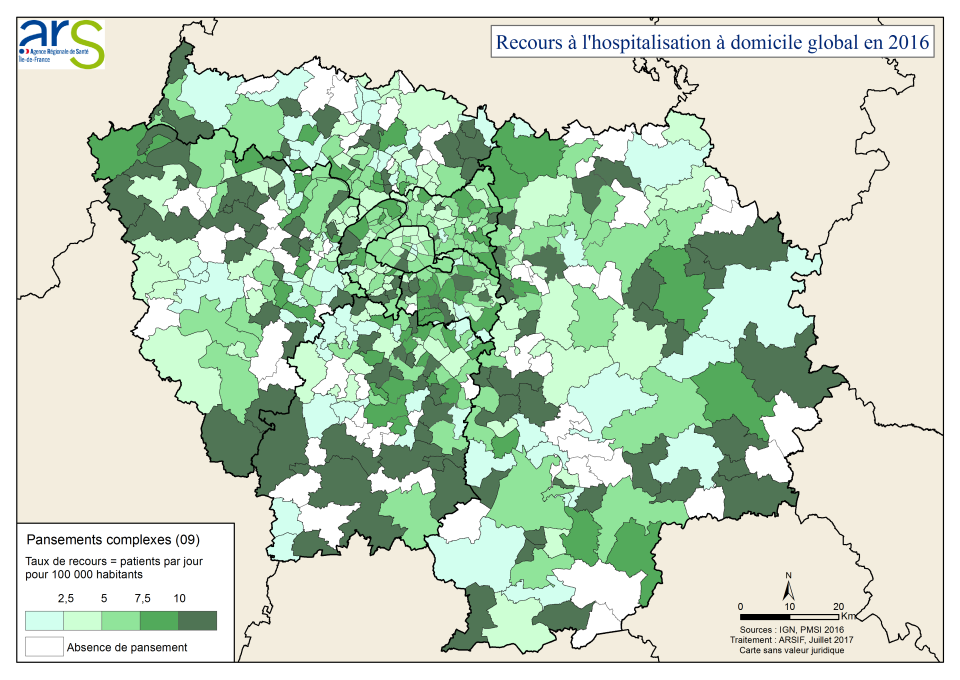 ars
Agence Régionale de Santé
Île-de-France
Recours à l'hospitalisation à domicile global en 2016
Pansements complexes (09)
Taux de recours = patients par jour
pour 100 000 habitants
2,5 5 7,5 10
Absence de pansement
N
0 10 20
Km
Sources : IGN, PMSI 2016
Traitement : ARSIF, Juillet 2017
Carte sans valeur juridique